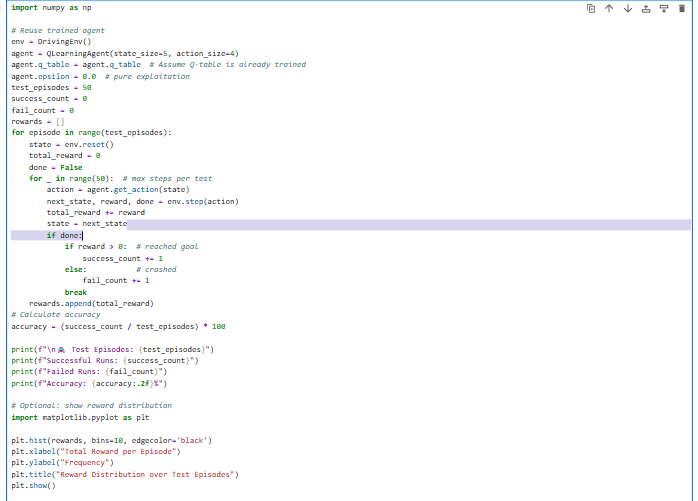 import numpy as np

# Reuse trained agent
env = DrivingEnv()
agent = QLearningAgent(state_size=5, action_size=4)
agent.q_table = agent.q_table  # Assume Q-table is already trained
agent.epsilon = 0.0  # pure exploitation
test_episodes = 50
success_count = 0
fail_count = 0
rewards = []
for episode in range(test_episodes):
    state = env.reset()
    total_reward = 0
    done = False
    for _ in range(50):  # max steps per test
        action = agent.get_action(state)
        next_state, reward, done = env.step(action)
        total_reward += reward
        state = next_state
        if done:
            if reward > 0:  # reached goal
                success_count += 1
            else:           # crashed
                fail_count += 1
            break
    rewards.append(total_reward)
# Calculate accuracy
accuracy = (success_count / test_episodes) * 100

print(f"\n🚘 Test Episodes: {test_episodes}")
print(f"Successful Runs: {success_count}")
print(f"Failed Runs: {fail_count}")
print(f"Accuracy: {accuracy:.2f}%")

# Optional: show reward distribution
import matplotlib.pyplot as plt

plt.hist(rewards, bins=10, edgecolor='black')
plt.xlabel("Total Reward per Episode")
plt.ylabel("Frequency")
plt.title("Reward Distribution over Test Episodes")
plt.show()